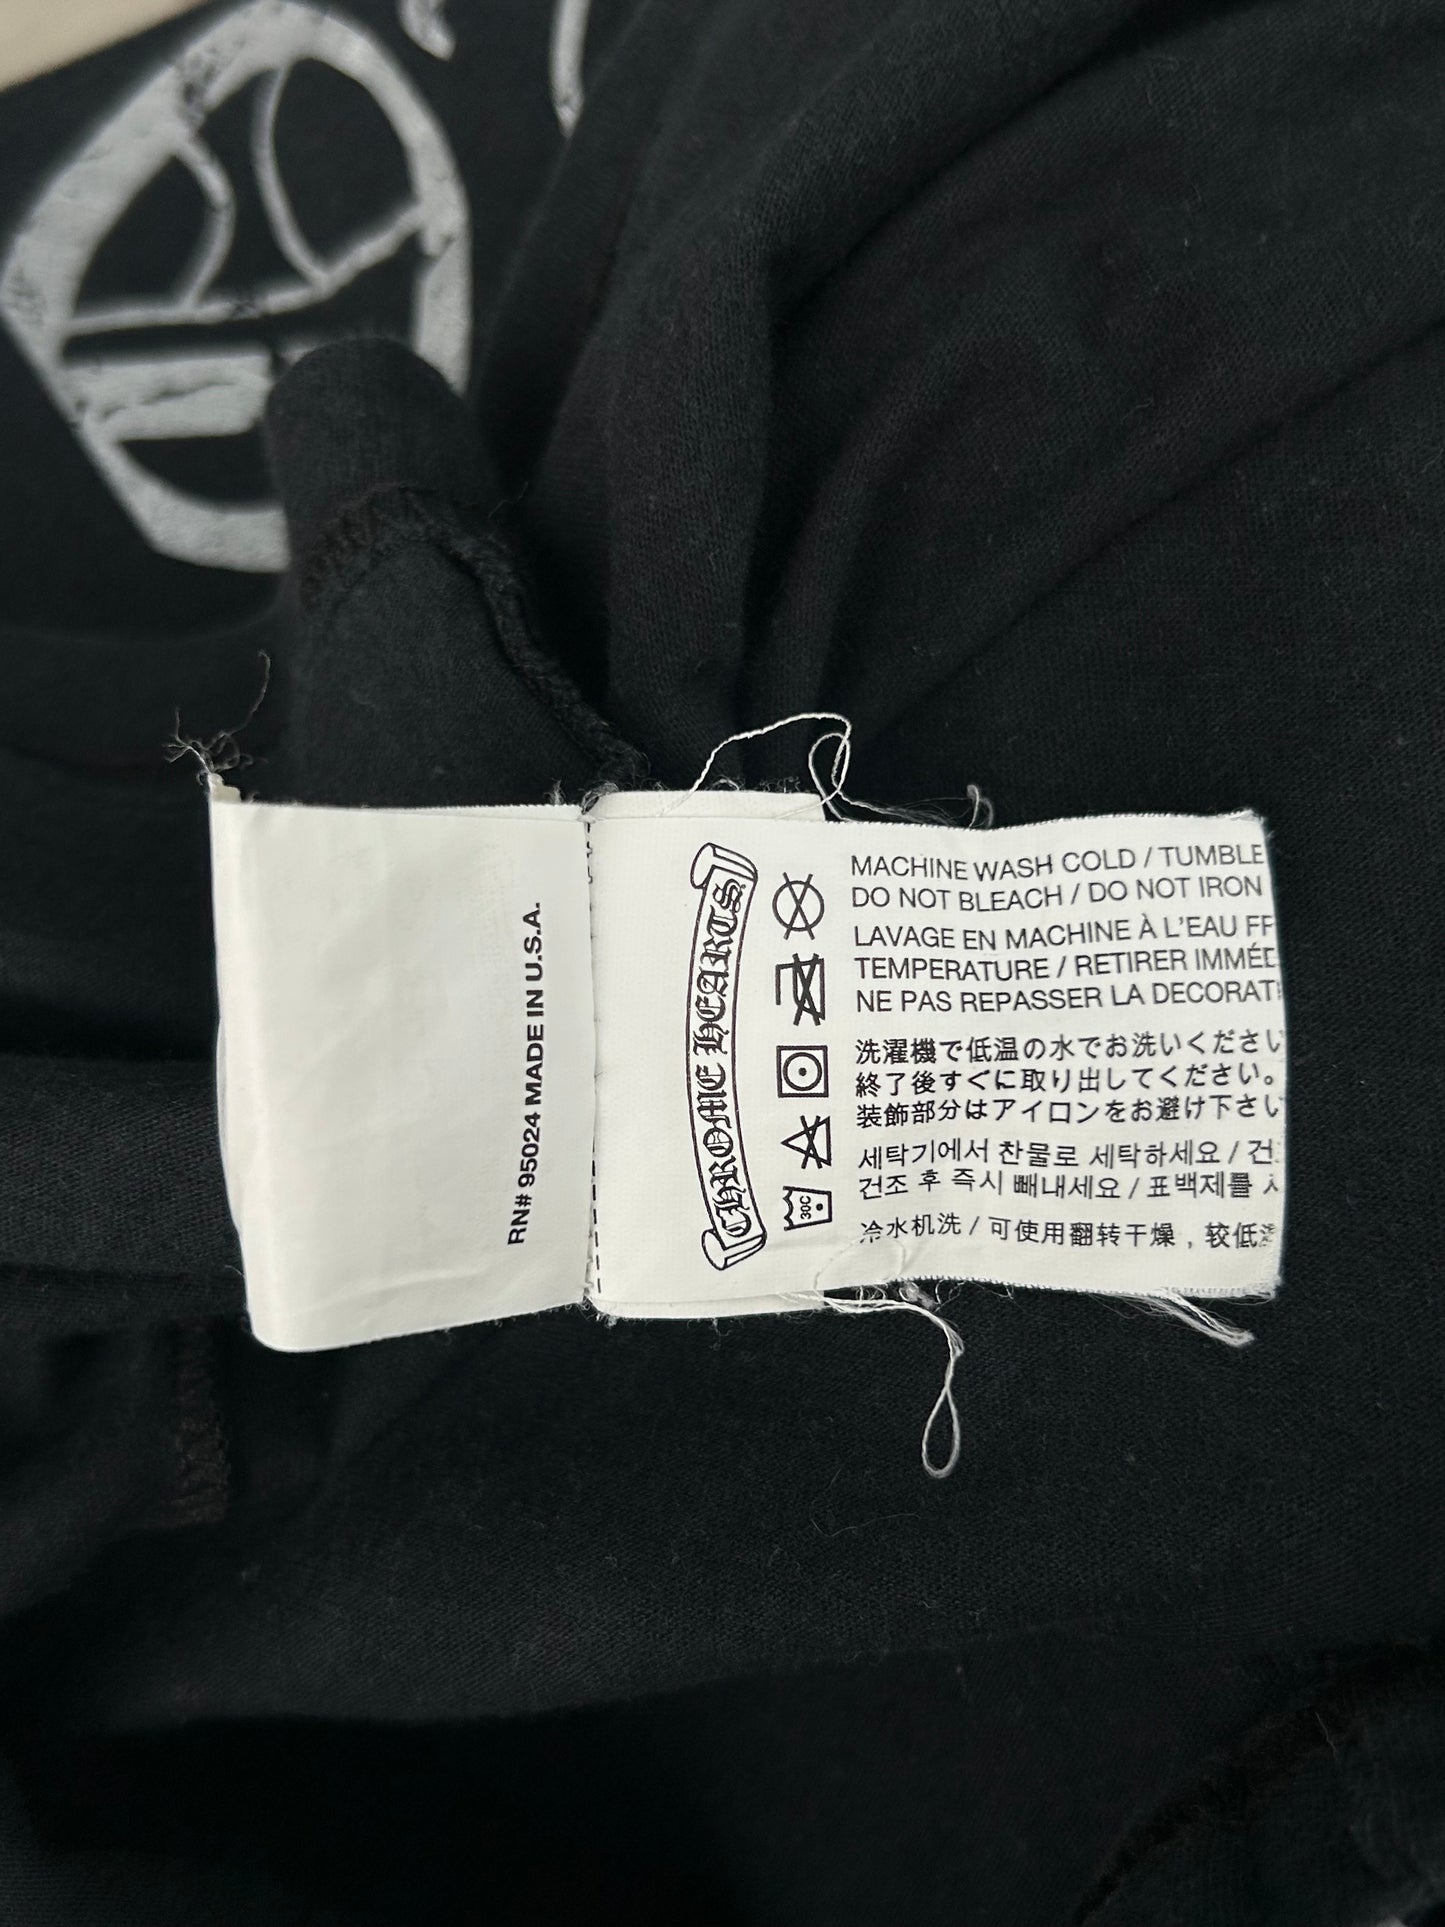 RN# 95024 MADE IN U.S.A.
CHROME HEARTS
30C
MACHINE WASH COLD / TUMBLE
DO NOT BLEACH / DO NOT IRON
LAVAGE EN MACHINE À L'EAU
TEMPERATURE / RETIRER
NE PAS REPASSER LA
洗濯機で低温の水でお洗いください
終了後すぐに取り出してください。
装飾部分はアイロンをお避け下さい
세탁기에서 찬물로 세탁하세요 / 건
건조 후 즉시 빼내세요 / 표백제를
冷水机洗 / 可使用翻转干燥，较低